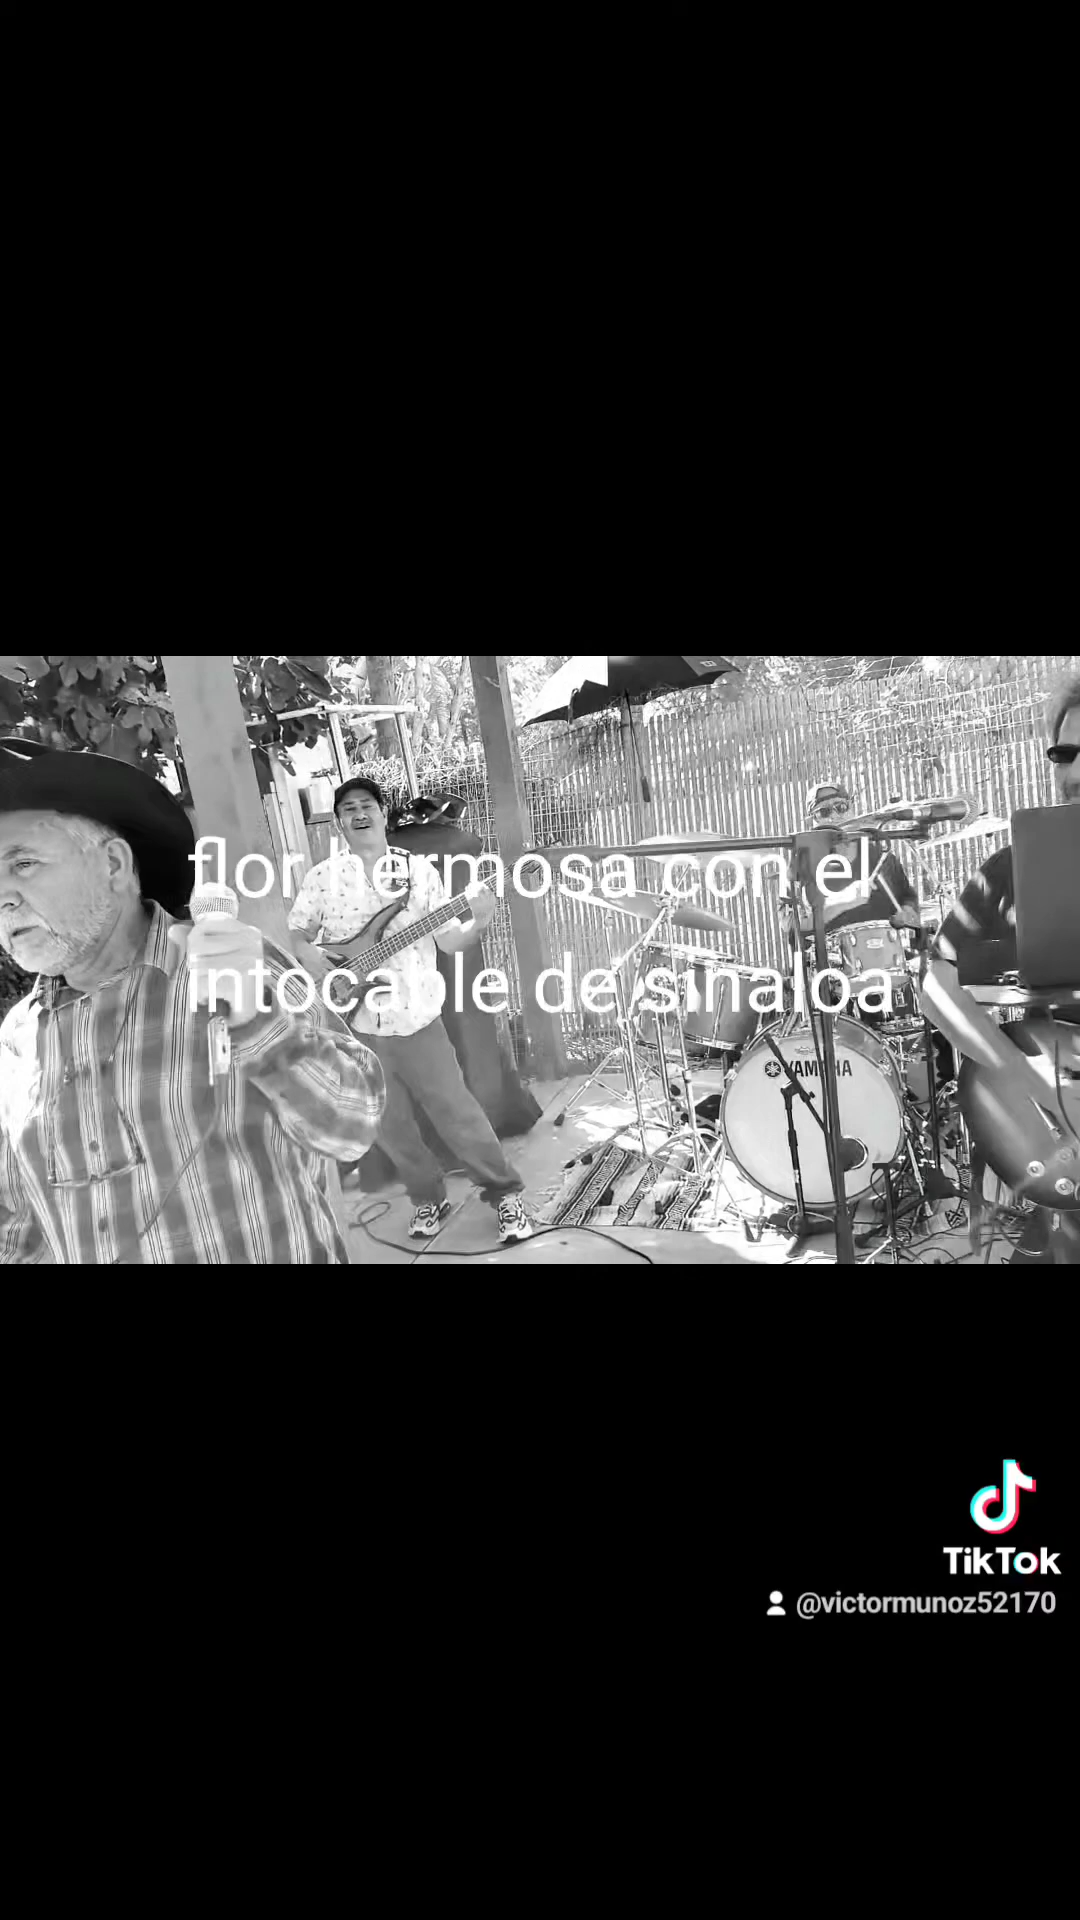 flor hermosa con el
intocable de sinaloa
YAMAHA
TikTok
@victormunoz52170